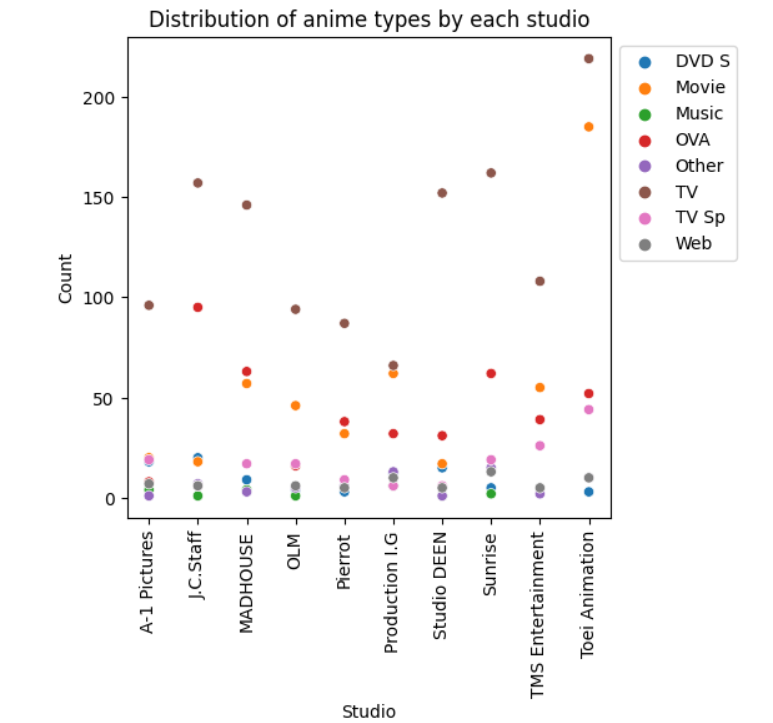 Distribution of anime types by each studio
DVD S
Movie
Music
OVA
Other
TV
TV Sp
Web
Count
200
150
100
50
0
A-1 Pictures
J.C.Staff
MADHOUSE
OLM
Pierrot
Production I.G
Studio DEEN
Sunrise
TMS Entertainment
Toei Animation
Studio